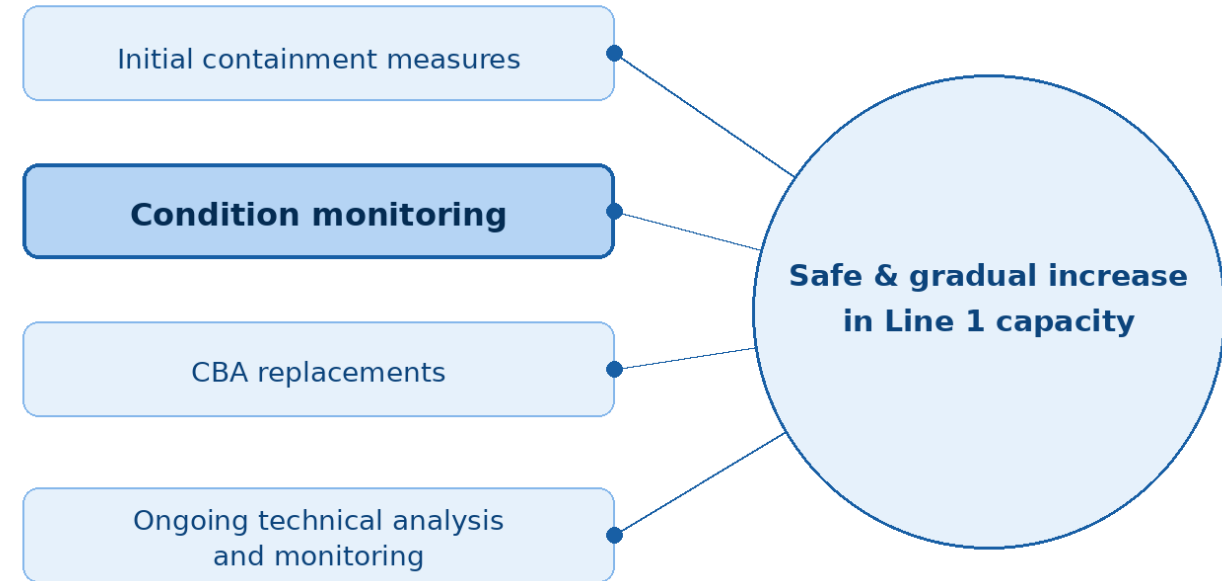 Initial containment measures
Condition monitoring
CBA replacements
Ongoing technical analysis
and monitoring
Safe & gradual increase
in Line 1 capacity